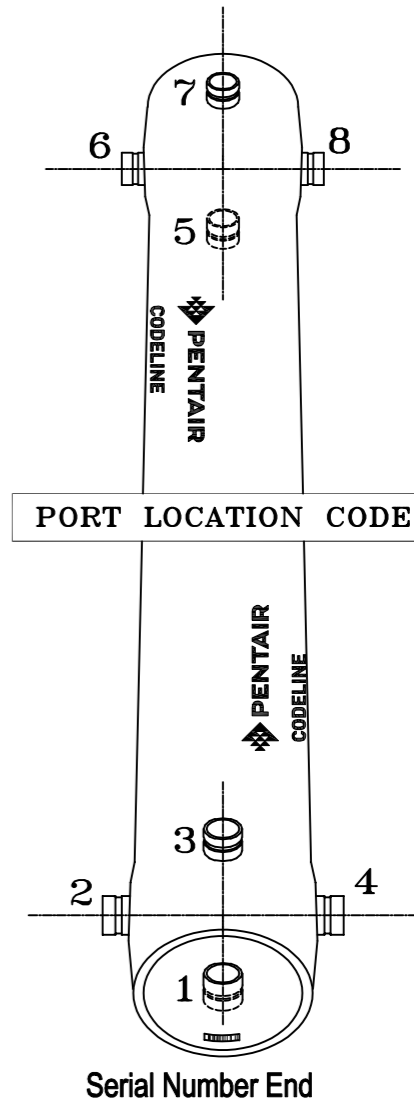 7
6
8
5
PENTAIR
CODELINE
PORT LOCATION CODE
PENTAIR
CODELINE
3
2
4
1
Serial Number End